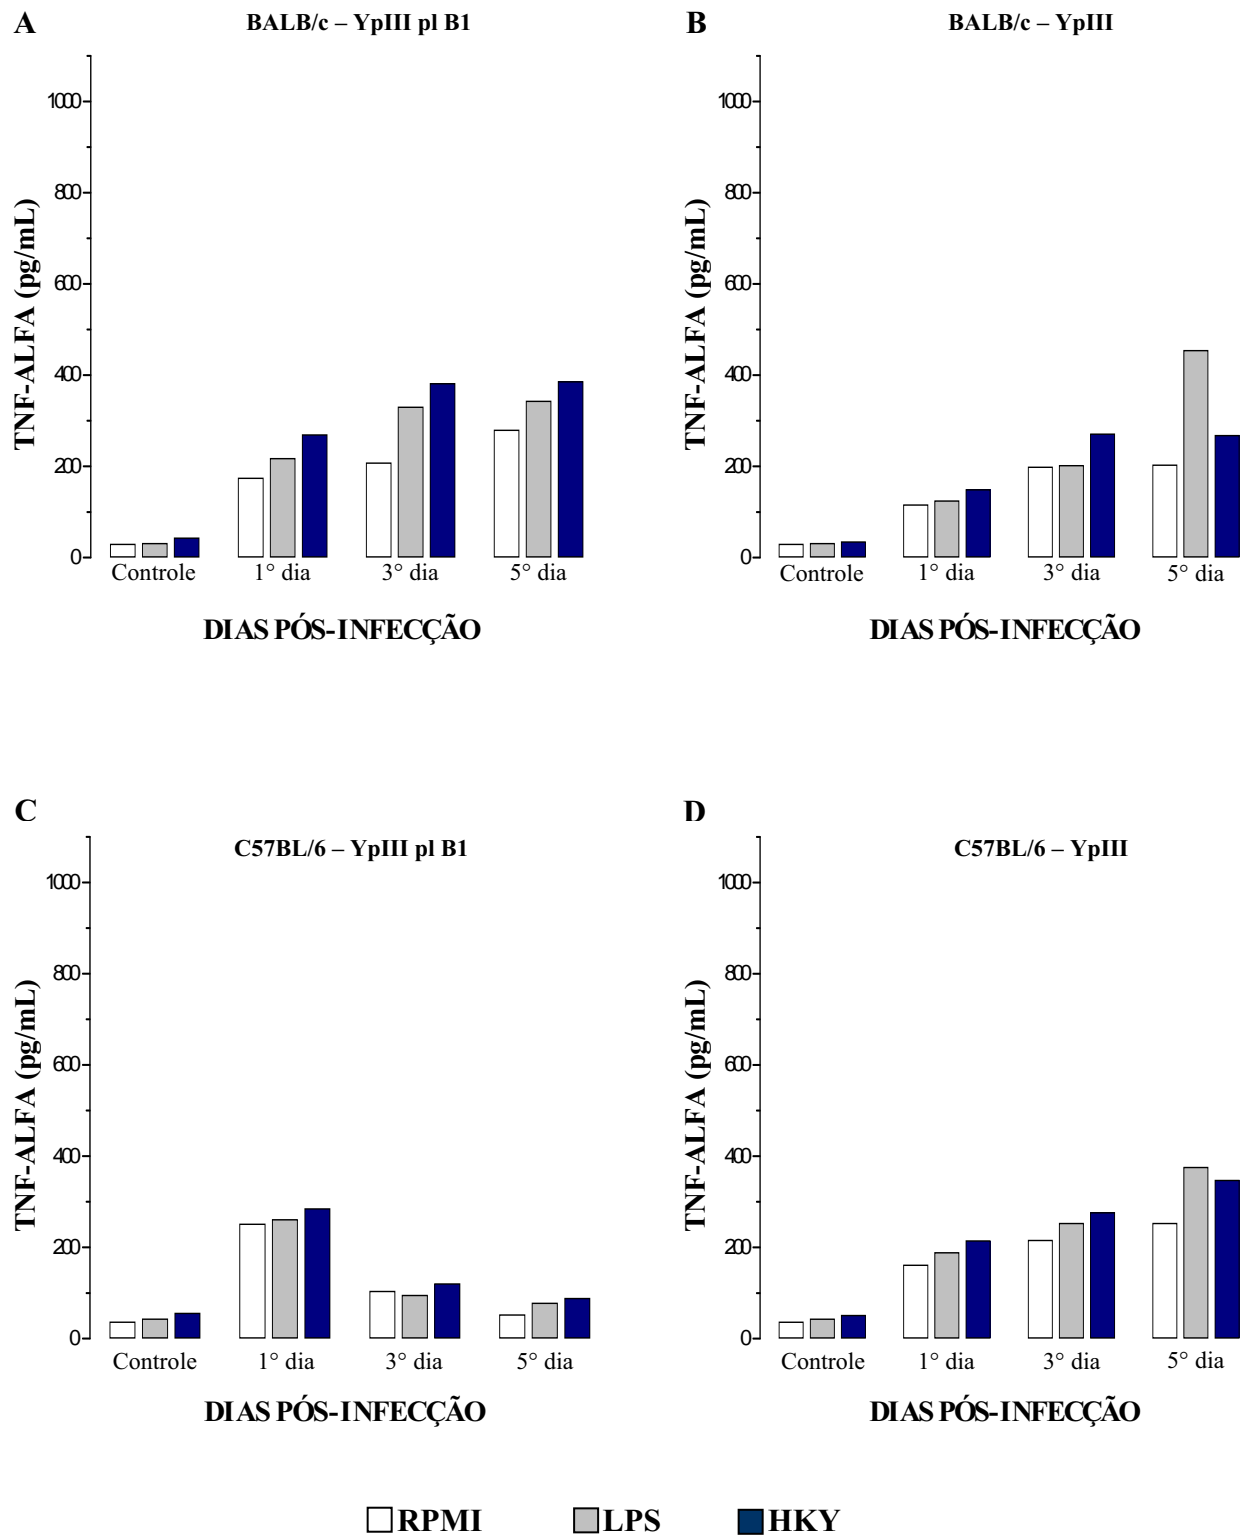 A
BALB/c – YpIII pl B1
1000
800
600
400
200
0
TNF-ALFA (pg/mL)
Controle 1° dia 3° dia 5° dia
DIAS PÓS-INFECÇÃO
B
BALB/c – YpIII
1000
800
600
400
200
0
TNF-ALFA (pg/mL)
Controle 1° dia 3° dia 5° dia
DIAS PÓS-INFECÇÃO
C
C57BL/6 – YpIII pl B1
1000
800
600
400
200
0
TNF-ALFA (pg/mL)
Controle 1° dia 3° dia 5° dia
DIAS PÓS-INFECÇÃO
D
C57BL/6 – YpIII
1000
800
600
400
200
0
TNF-ALFA (pg/mL)
Controle 1° dia 3° dia 5° dia
DIAS PÓS-INFECÇÃO
RPMI LPS HKY